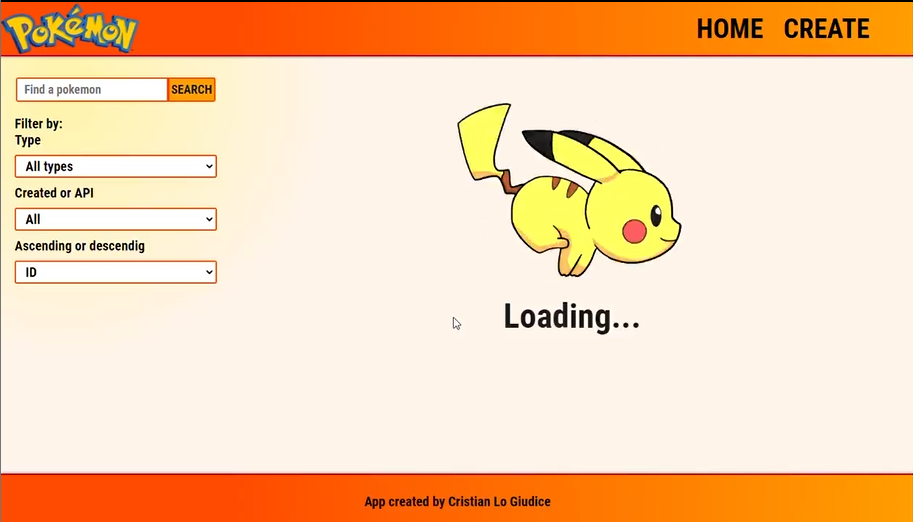 POKéMON
HOME CREATE
Find a pokemon SEARCH
Filter by:
Type
All types
Created or API
All
Ascending or descendig
ID
Loading...
App created by Cristian Lo Giudice